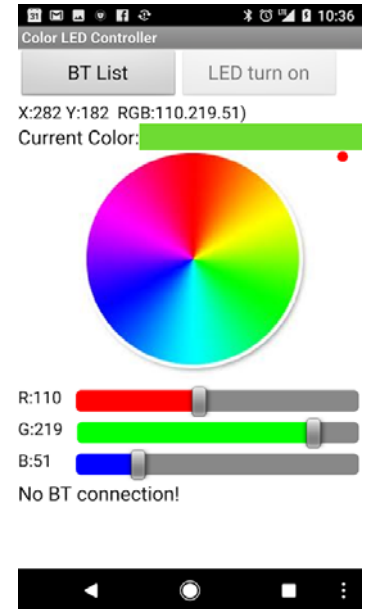 31 10:36
Color LED Controller
BT List LED turn on
X:282 Y:182 RGB:110.219.51)
Current Color:
R:110
G:219
B:51
No BT connection!